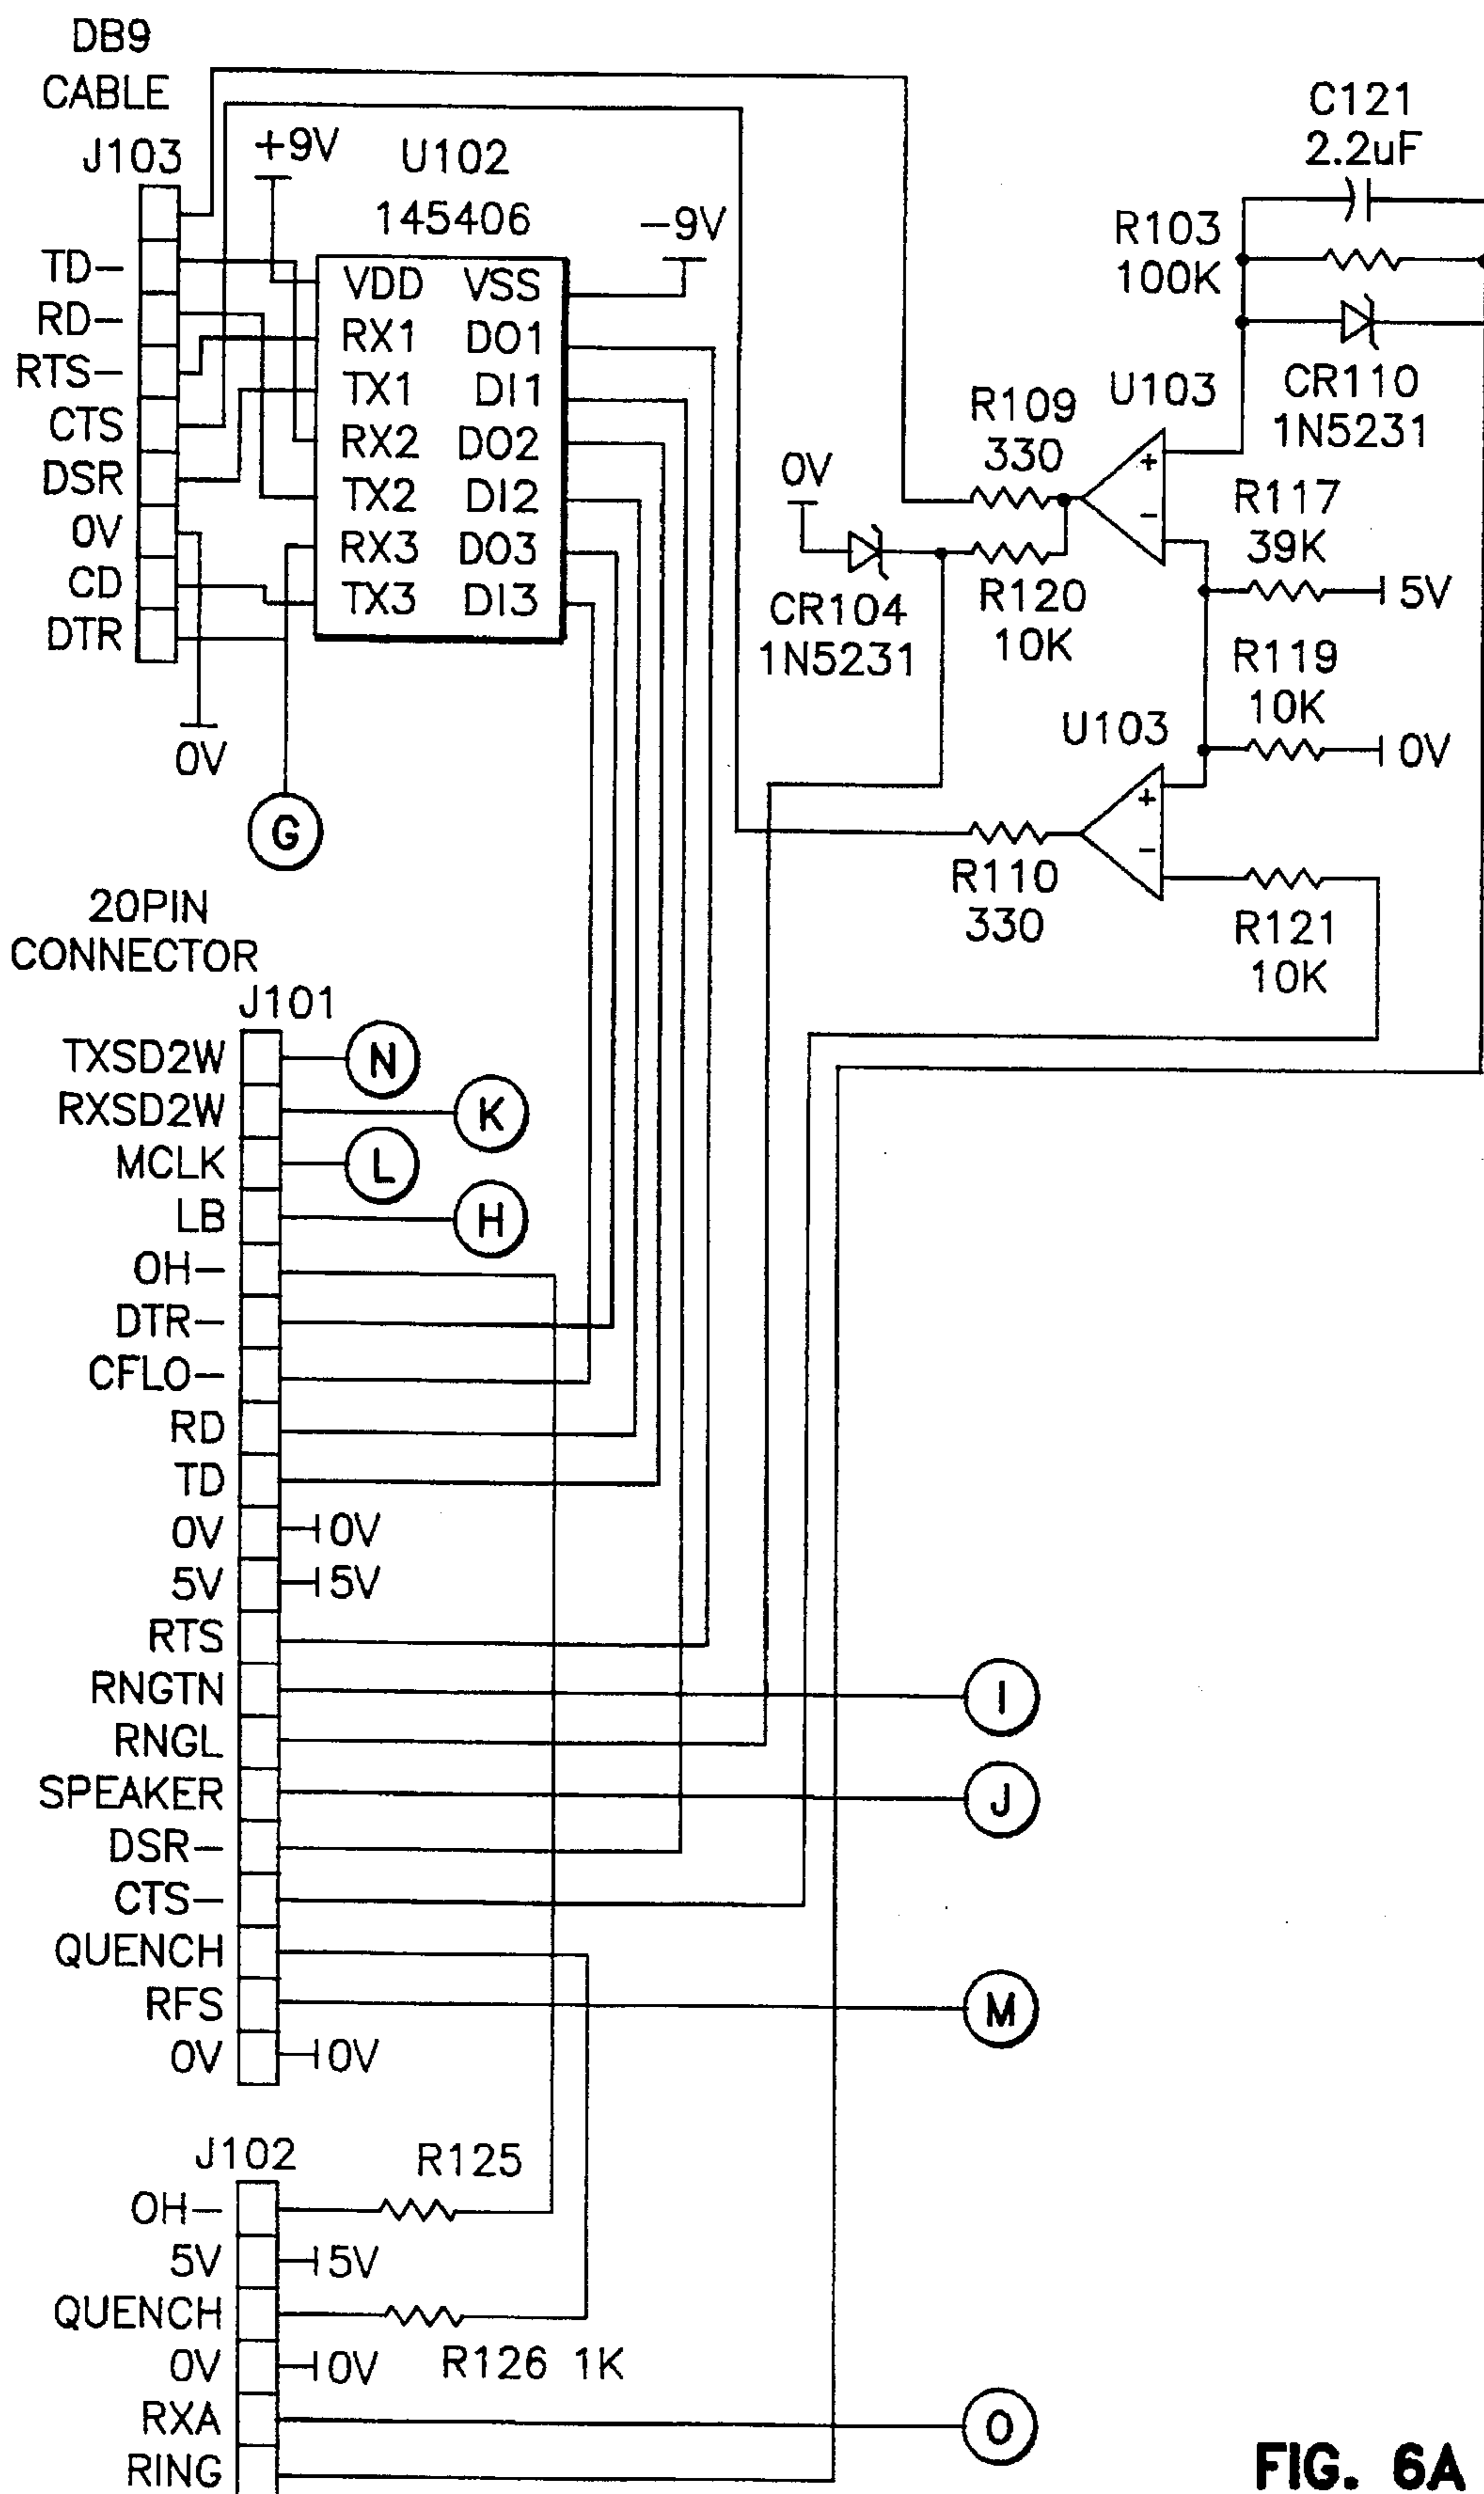 DB9
CABLE
J103
TD-
RD-
RTS-
CTS
DSR
0V
CD
DTR
+9V
U102
145406
-9V
VDD VSS
RX1 DO1
TX1 DI1
RX2 DO2
TX2 DI2
RX3 DO3
TX3 DI3
0V
G
C121
2.2uF
R103
100K
CR110
1N5231
U103
R109
330
+
-
0V
CR104
1N5231
R120
10K
R117
39K
5V
R119
10K
0V
U103
+
-
R110
330
R121
10K
20PIN
CONNECTOR
J101
TXSD2W N
RXSD2W K
MCLK L
LB H
OH-
DTR-
CFLO-
RD
TD
0V 0V
5V 5V
RTS
RNGTN I
RNGL
SPEAKER J
DSR-
CTS-
QUENCH
RFS M
0V 0V
J102
R125
OH-
5V 5V
QUENCH
R126 1K
0V 0V
RXA O
RING
FIG. 6A